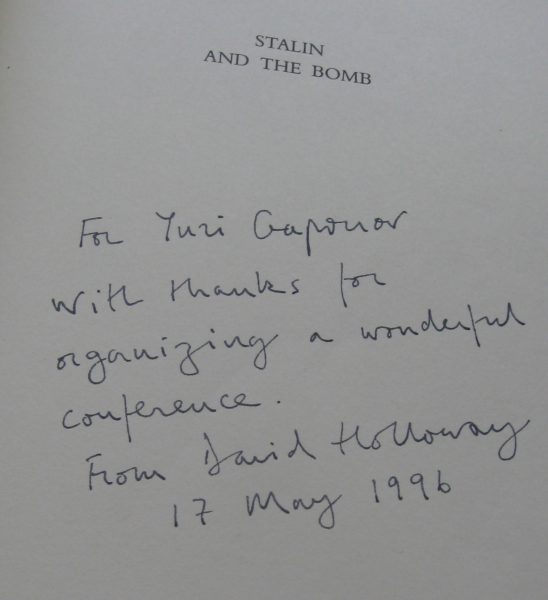 STALIN
AND THE BOMB
For Yuri Gaponov
with thanks for
organizing a wonderful
conference.
From David Holloway
17 May 1996